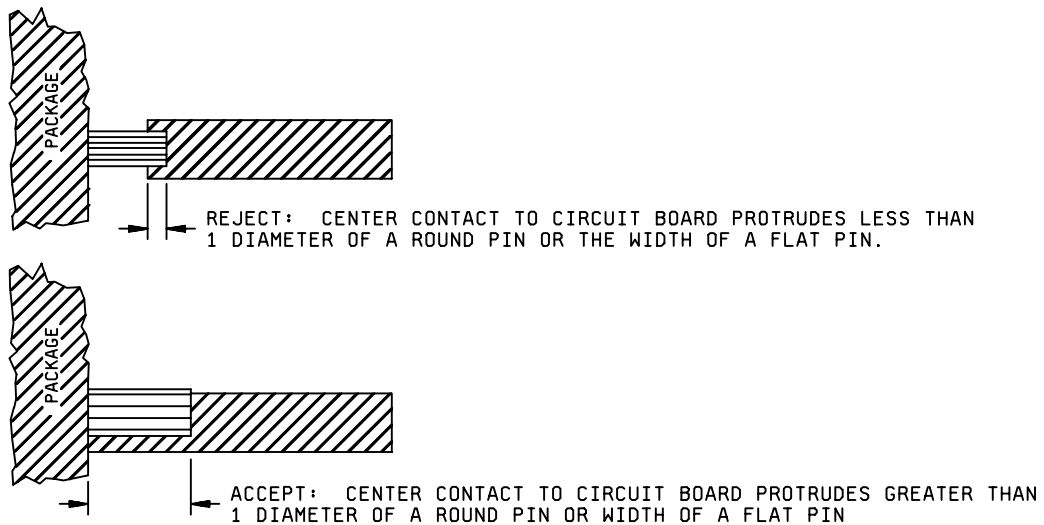 PACKAGE
REJECT: CENTER CONTACT TO CIRCUIT BOARD PROTRUDES LESS THAN
1 DIAMETER OF A ROUND PIN OR THE WIDTH OF A FLAT PIN.
PACKAGE
ACCEPT: CENTER CONTACT TO CIRCUIT BOARD PROTRUDES GREATER THAN
1 DIAMETER OF A ROUND PIN OR WIDTH OF A FLAT PIN